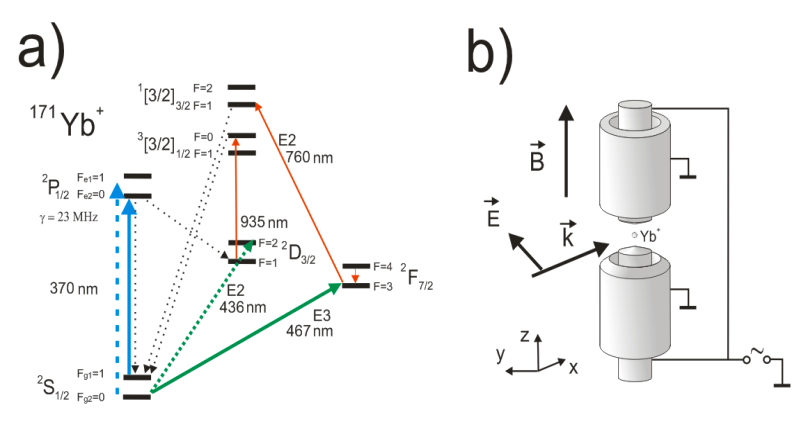 a)
171Yb+
1[3/2]3/2 F=2
F=1
3[3/2]1/2 F=0
F=1
E2
760 nm
2P1/2 Fe1=1
Fe2=0
γ = 23 MHz
935 nm
F=2 2D3/2
F=1
F=4 2F7/2
F=3
370 nm
E2
436 nm
E3
467 nm
2S1/2 Fg1=1
Fg2=0
b)
B
E
k
Yb+
z
y
x
~